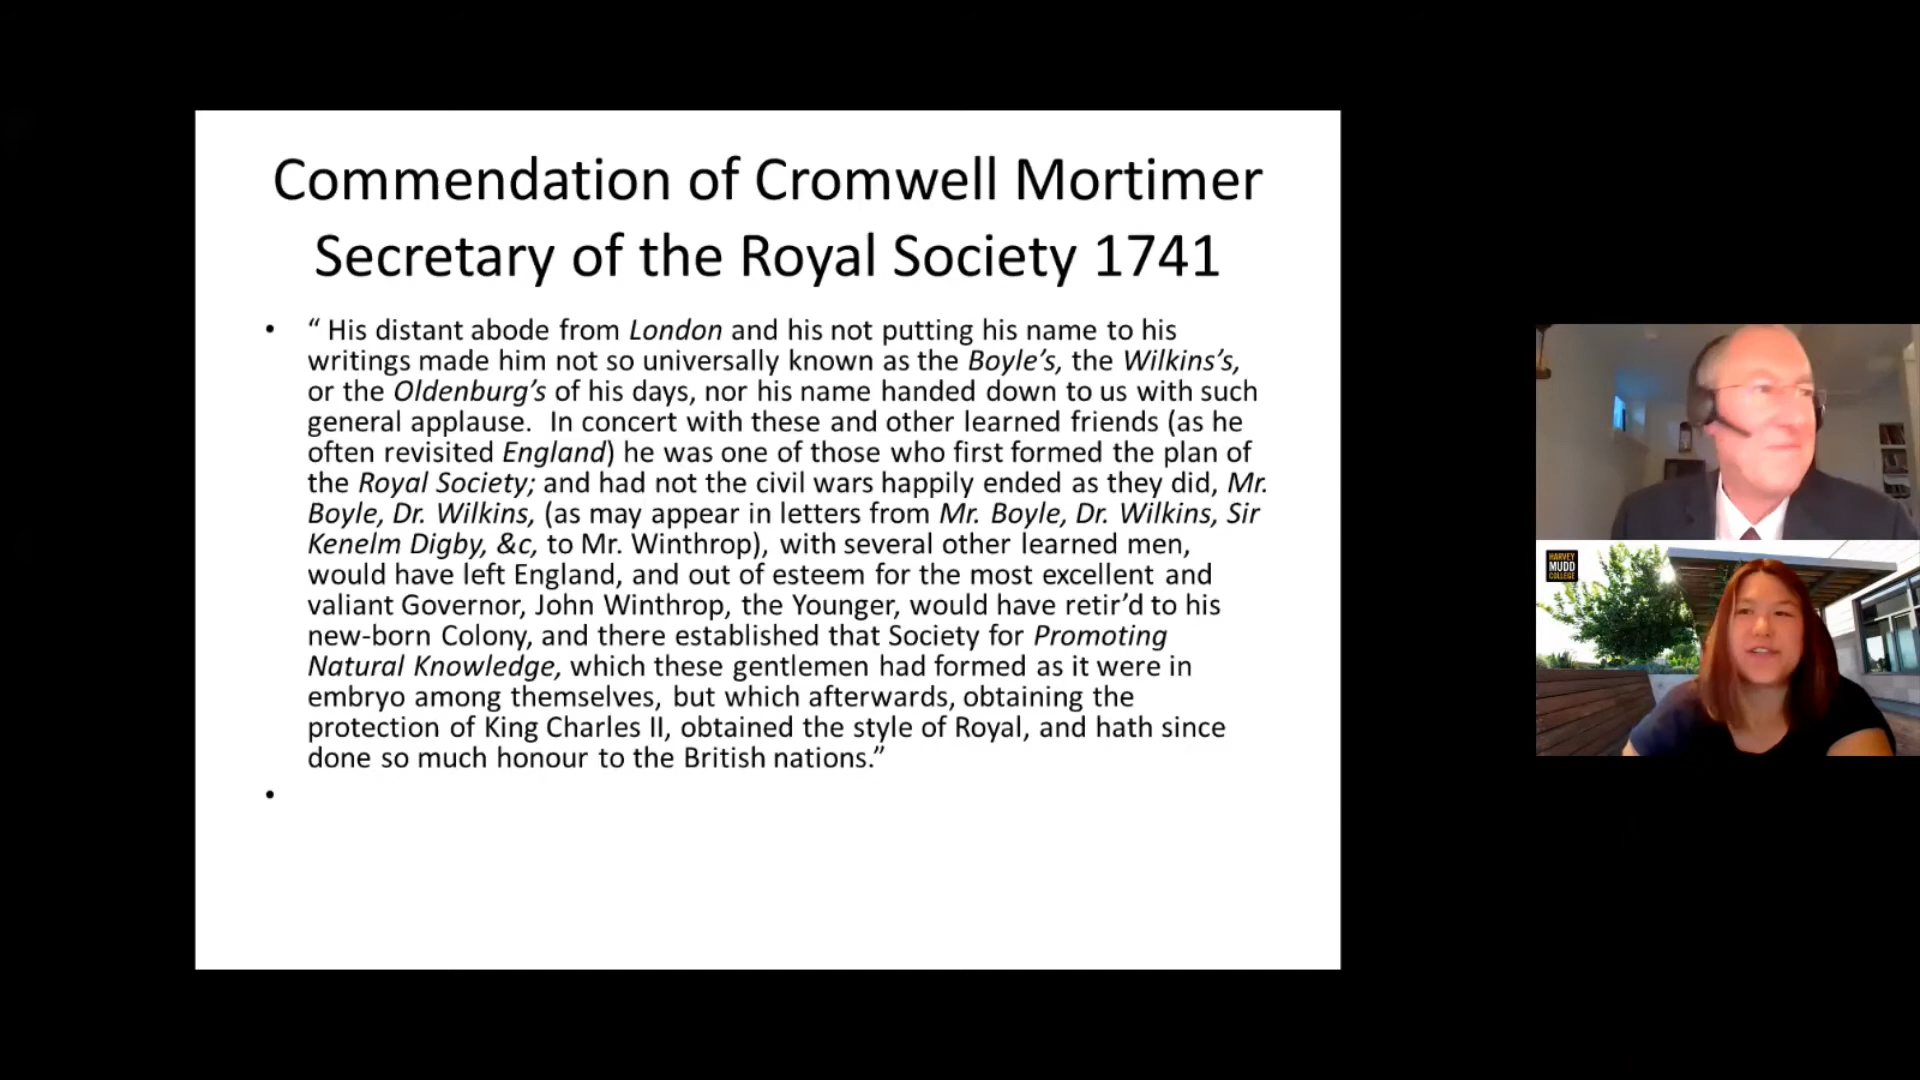 Commendation of Cromwell Mortimer
Secretary of the Royal Society 1741
• “ His distant abode from London and his not putting his name to his
writings made him not so universally known as the Boyle’s, the Wilkins’s,
or the Oldenburg’s of his days, nor his name handed down to us with such
general applause.  In concert with these and other learned friends (as he
often revisited England) he was one of those who first formed the plan of
the Royal Society; and had not the civil wars happily ended as they did, Mr.
Boyle, Dr. Wilkins, (as may appear in letters from Mr. Boyle, Dr. Wilkins, Sir
Kenelm Digby, &c, to Mr. Winthrop), with several other learned men,
would have left England, and out of esteem for the most excellent and
valiant Governor, John Winthrop, the Younger, would have retir’d to his
new-born Colony, and there established that Society for Promoting
Natural Knowledge, which these gentlemen had formed as it were in
embryo among themselves, but which afterwards, obtaining the
protection of King Charles II, obtained the style of Royal, and hath since
done so much honour to the British nations.”
•
HARVEY
MUDD
COLLEGE